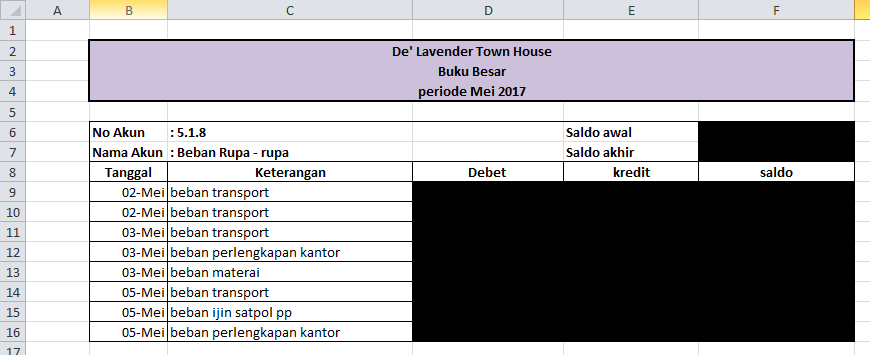 A B C D E F
1
2 De' Lavender Town House
3 Buku Besar
4 periode Mei 2017
5
6 No Akun : 5.1.8 Saldo awal
7 Nama Akun : Beban Rupa - rupa Saldo akhir
8 Tanggal Keterangan Debet kredit saldo
9 02-Mei beban transport
10 02-Mei beban transport
11 03-Mei beban transport
12 03-Mei beban perlengkapan kantor
13 03-Mei beban materai
14 05-Mei beban transport
15 05-Mei beban ijin satpol pp
16 05-Mei beban perlengkapan kantor
17